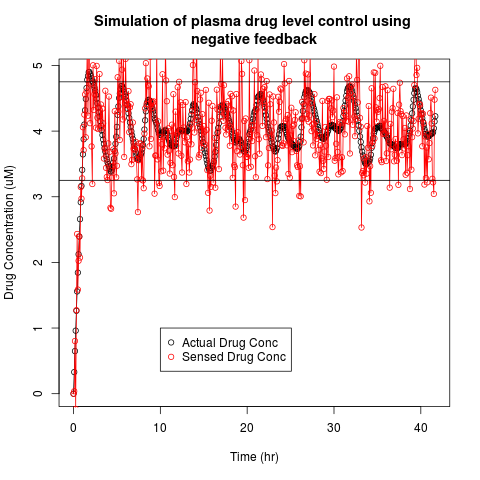 Simulation of plasma drug level control using
negative feedback
Drug Concentration (uM)
5
4
3
2
1
0
Actual Drug Conc
Sensed Drug Conc
0 10 20 30 40
Time (hr)